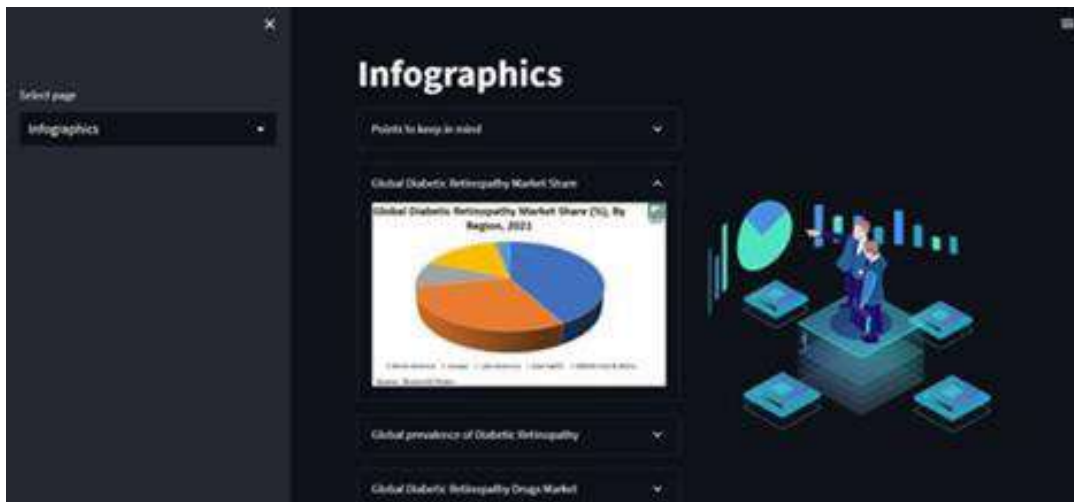 Select page
Infographics
Infographics
Points to keep in mind
Global Diabetic Retinopathy Market Share
Global Diabetic Retinopathy Market Share (%), By
Region, 2021
Global prevalence of Diabetic Retinopathy
Global Diabetic Retinopathy Drugs Market